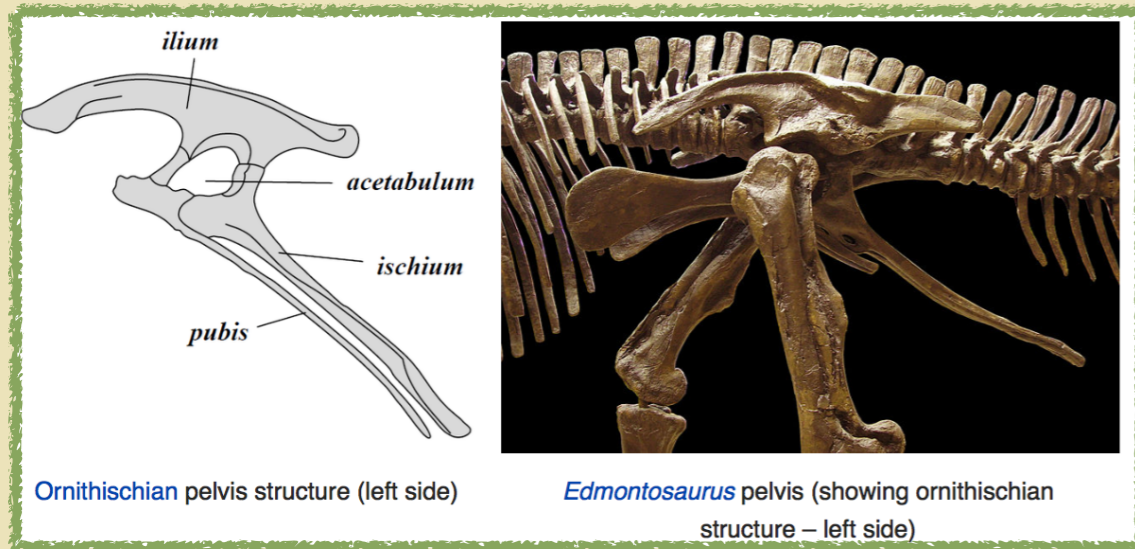 ilium
acetabulum
ischium
pubis
Ornithischian pelvis structure (left side)
Edmontosaurus pelvis (showing ornithischian
structure – left side)